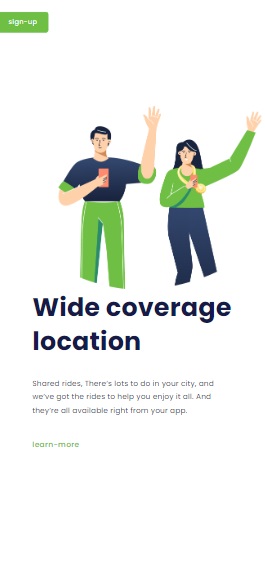 sign-up
Wide coverage
location
Shared rides, There's lots to do in your city, and
we've got the rides to help you enjoy it all. And
they're all available right from your app.
learn-more